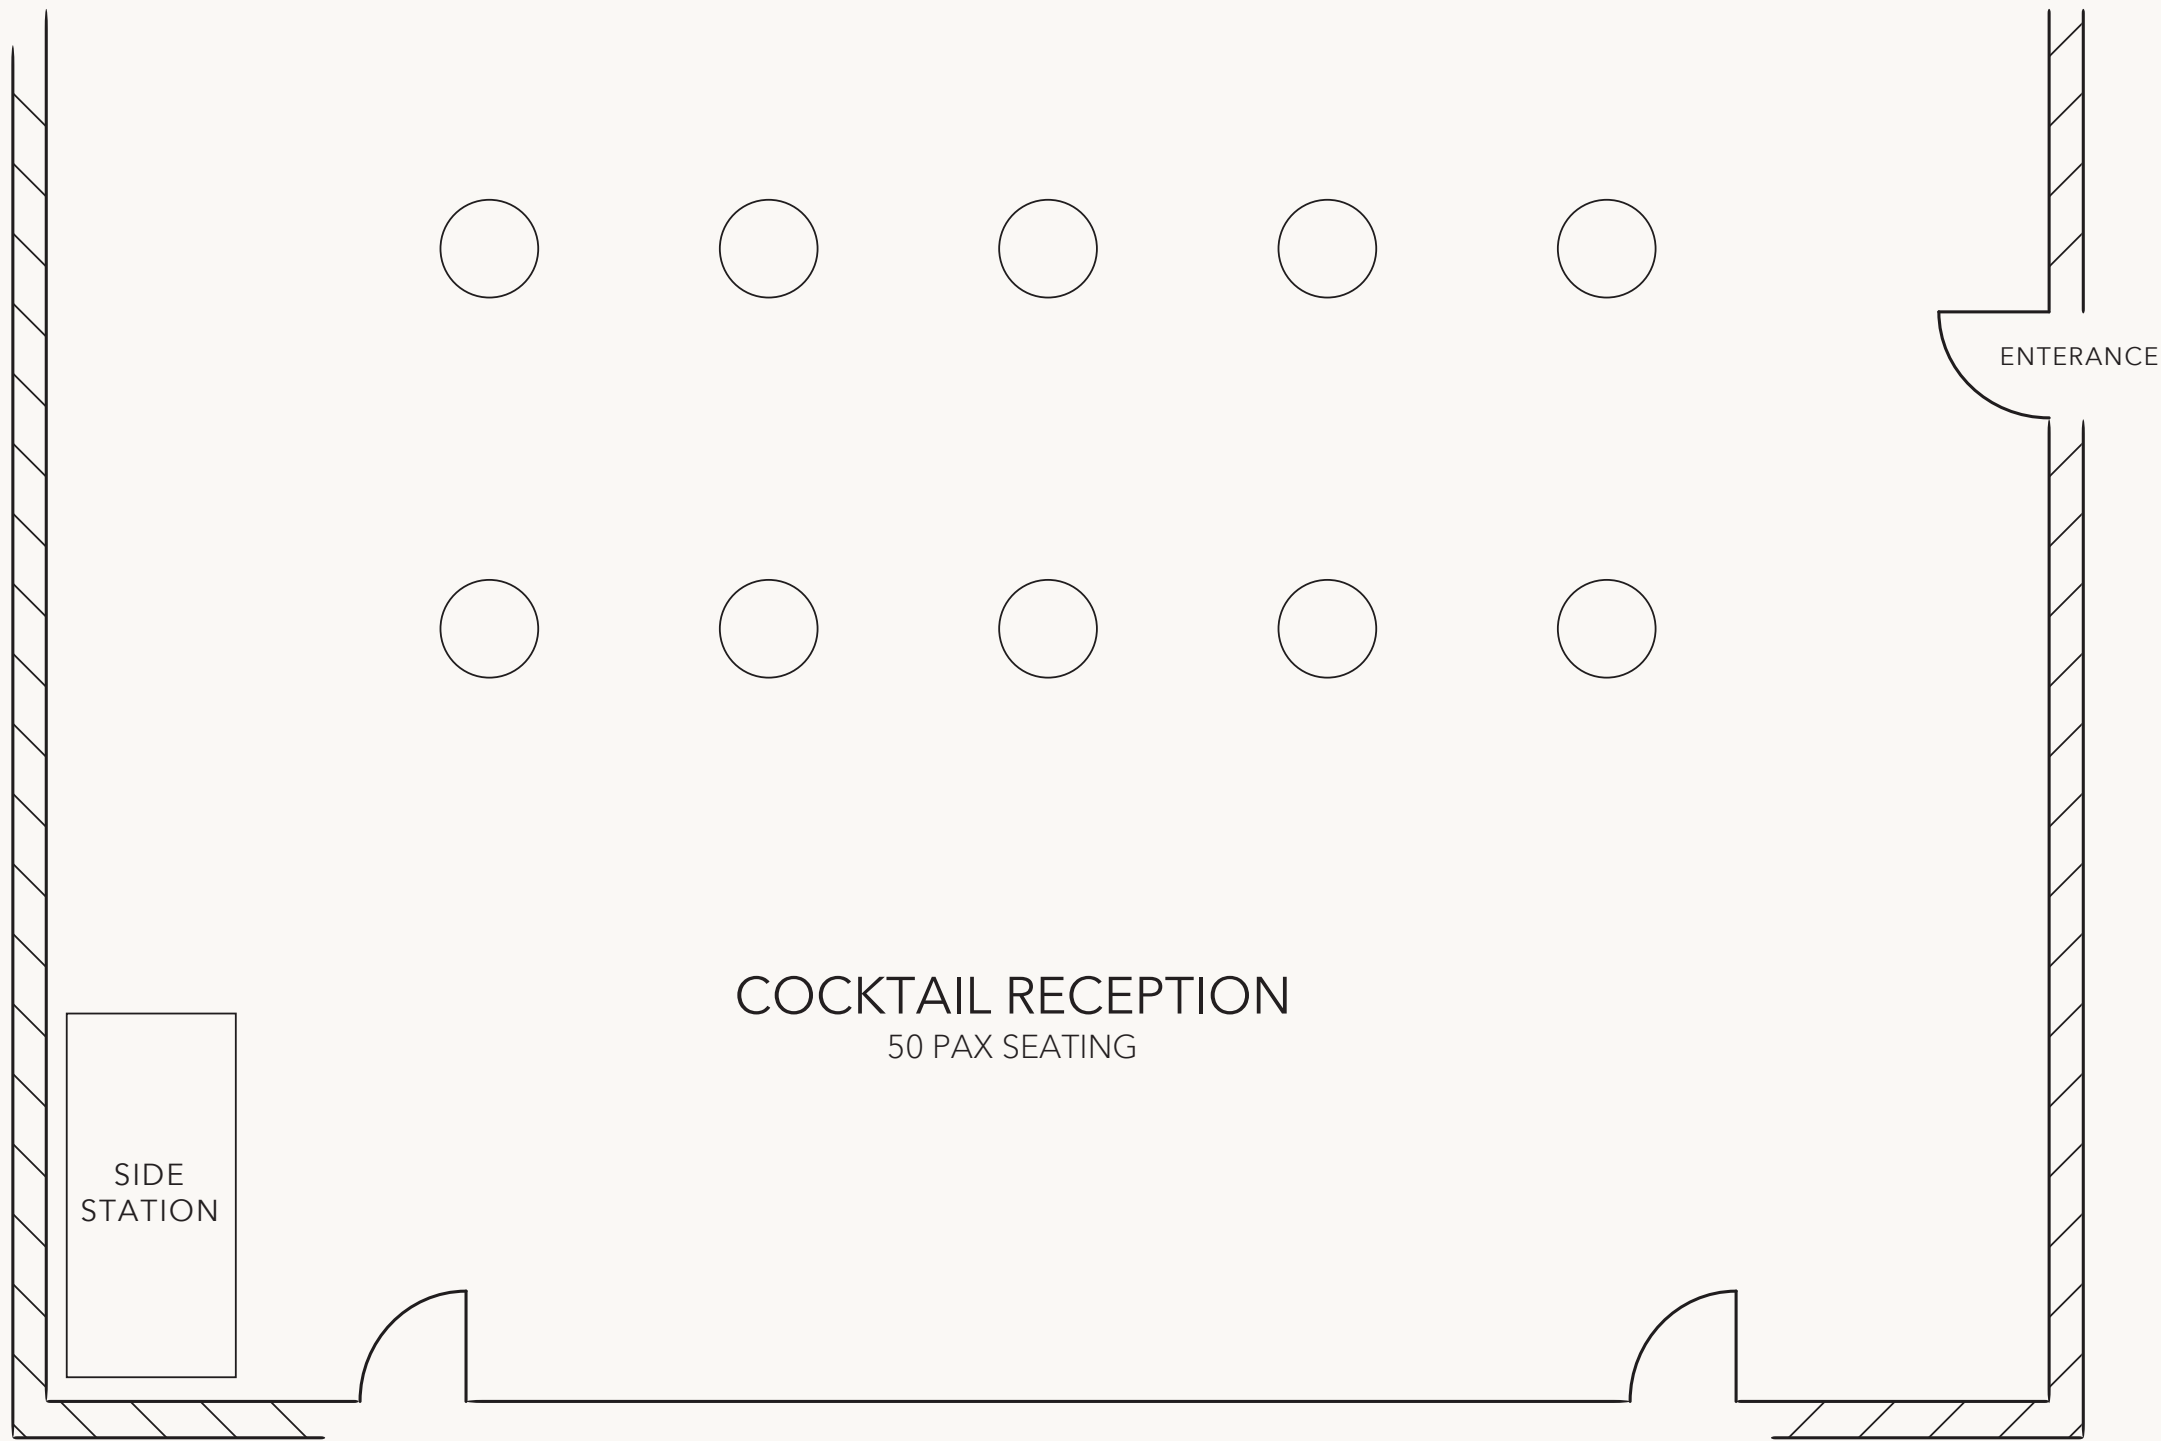 ENTERANCE
COCKTAIL RECEPTION
50 PAX SEATING
SIDE
STATION